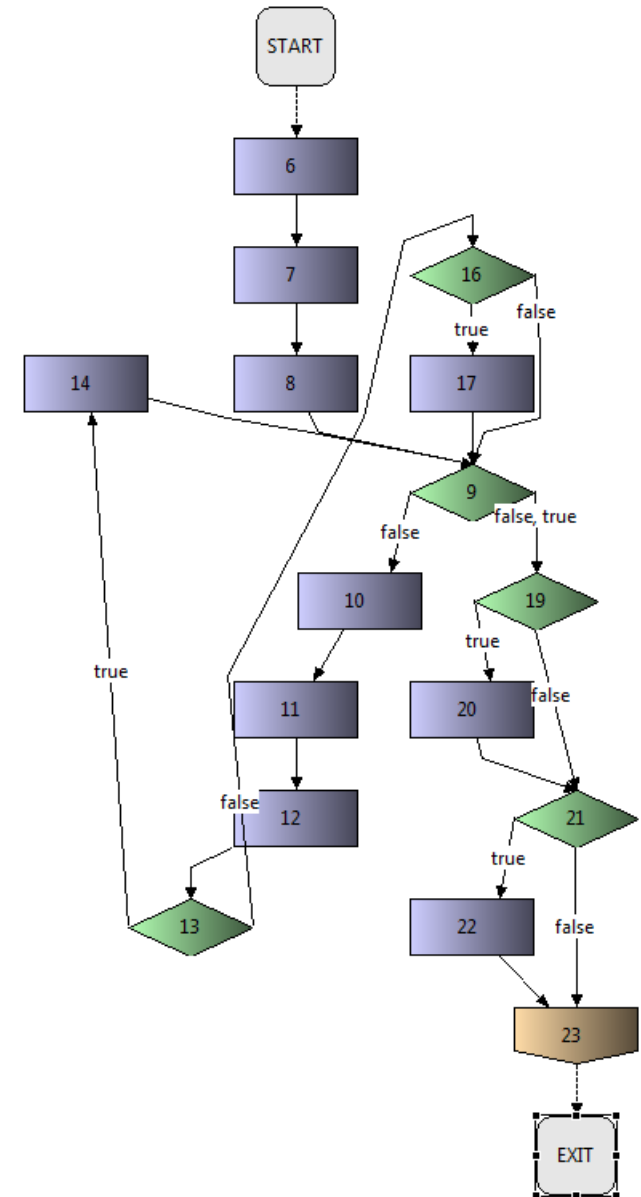 START
6
7
16
false
true
14
8
17
9
false, true
false
10
19
true
true
11
20
false
false
12
21
true
13
22
false
23
EXIT